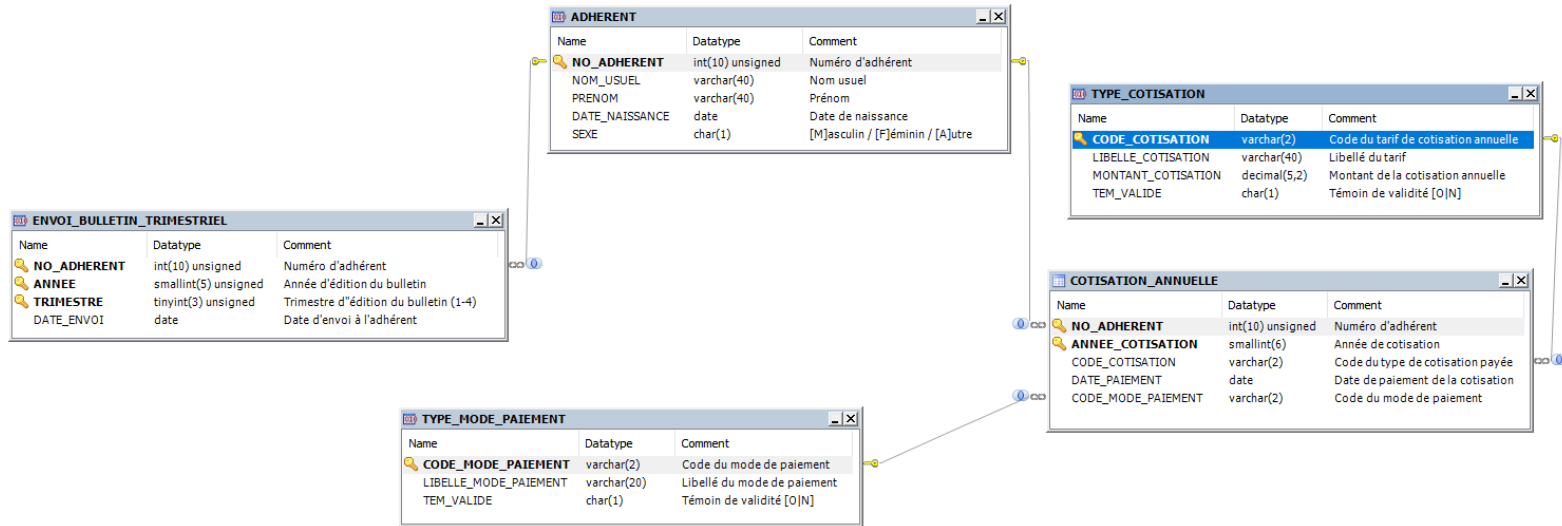 ADHERENT
Name Datatype Comment
NO_ADHERENT int(10) unsigned Numéro d'adhérent
NOM_USUEL varchar(40) Nom usuel
PRENOM varchar(40) Prénom
DATE_NAISSANCE date Date de naissance
SEXE char(1) [M]asculin / [F]éminin / [A]utre
TYPE_COTISATION
Name Datatype Comment
CODE_COTISATION varchar(2) Code du tarif de cotisation annuelle
LIBELLE_COTISATION varchar(40) Libellé du tarif
MONTANT_COTISATION decimal(5,2) Montant de la cotisation annuelle
TEM_VALIDE char(1) Témoin de validité [O|N]
ENVOI_BULLETIN_TRIMESTRIEL
Name Datatype Comment
NO_ADHERENT int(10) unsigned Numéro d'adhérent
ANNEE smallint(5) unsigned Année d'édition du bulletin
TRIMESTRE tinyint(3) unsigned Trimestre d"édition du bulletin (1-4)
DATE_ENVOI date Date d'envoi à l'adhérent
COTISATION_ANNUELLE
Name Datatype Comment
NO_ADHERENT int(10) unsigned Numéro d'adhérent
ANNEE_COTISATION smallint(6) Année de cotisation
CODE_COTISATION varchar(2) Code du type de cotisation payée
DATE_PAIEMENT date Date de paiement de la cotisation
CODE_MODE_PAIEMENT varchar(2) Code du mode de paiement
TYPE_MODE_PAIEMENT
Name Datatype Comment
CODE_MODE_PAIEMENT varchar(2) Code du mode de paiement
LIBELLE_MODE_PAIEMENT varchar(20) Libellé du mode de paiement
TEM_VALIDE char(1) Témoin de validité [O|N]